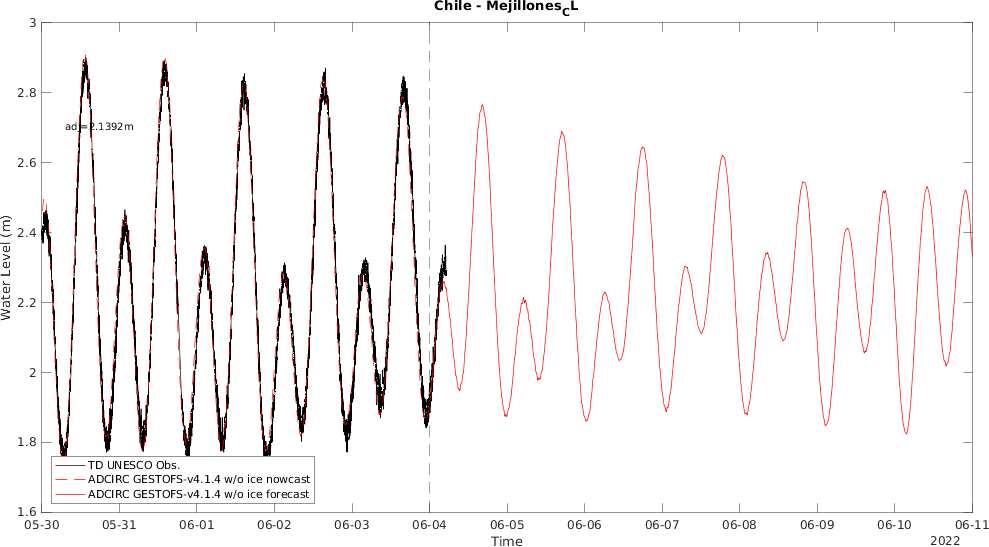 Chile - Mejillones_CL
3
2.8
2.6
2.4
2.2
2
1.8
1.6
Water Level (m)
adj=2.1392m
TD UNESCO Obs.
ADCIRC GESTOFS-v4.1.4 w/o ice nowcast
ADCIRC GESTOFS-v4.1.4 w/o ice forecast
05-30 05-31 06-01 06-02 06-03 06-04 06-05 06-06 06-07 06-08 06-09 06-10 06-11
Time
2022